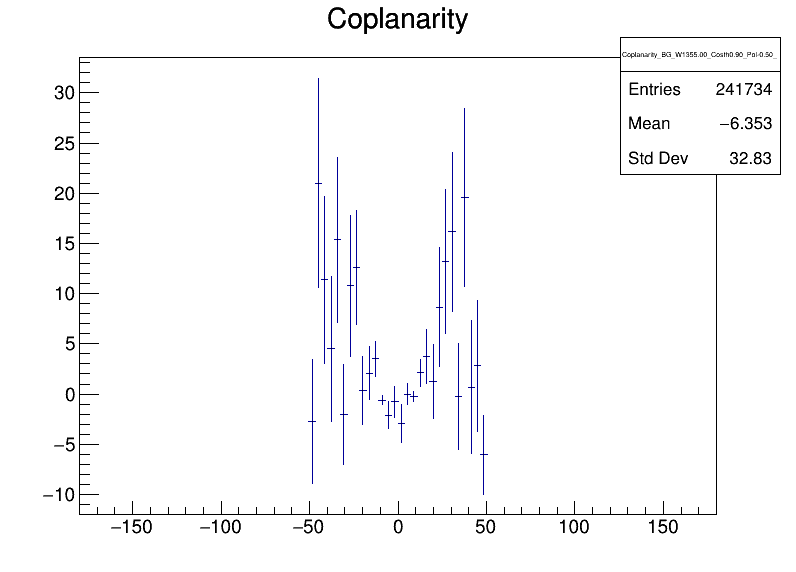 Coplanarity
Coplanarity_BG_W1355.00_Costh0.90_Pol-0.50_
Entries 241734
Mean −6.353
Std Dev 32.83
30
25
20
15
10
5
0
−5
−10
−150 −100 −50 0 50 100 150